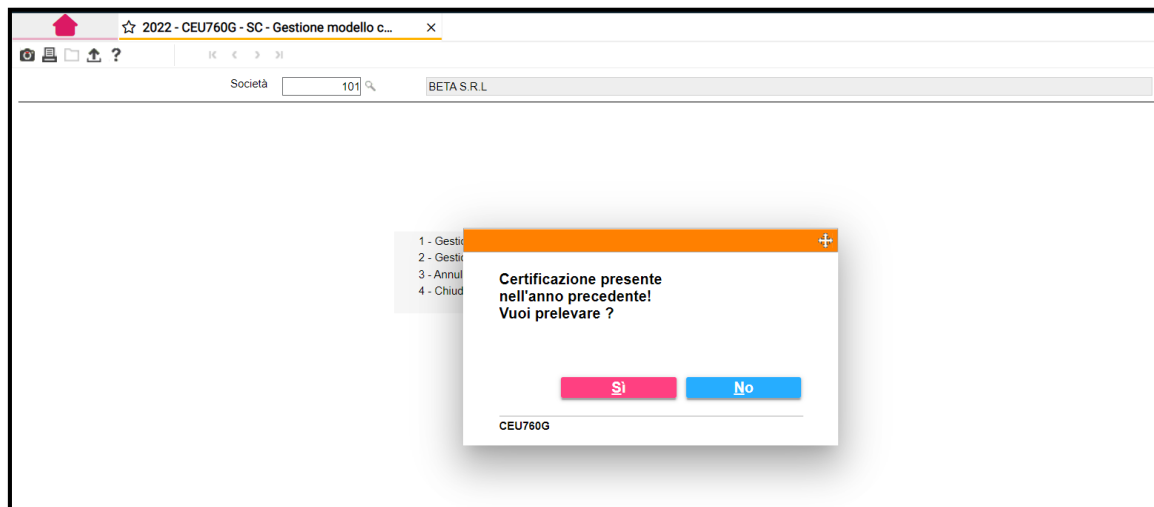 2022 - CEU760G - SC - Gestione modello c...
?
Società 101 BETA S.R.L
1 - Gestio
2 - Gestio
3 - Annul
4 - Chiud
Certificazione presente
nell'anno precedente!
Vuoi prelevare ?
Sì No
CEU760G